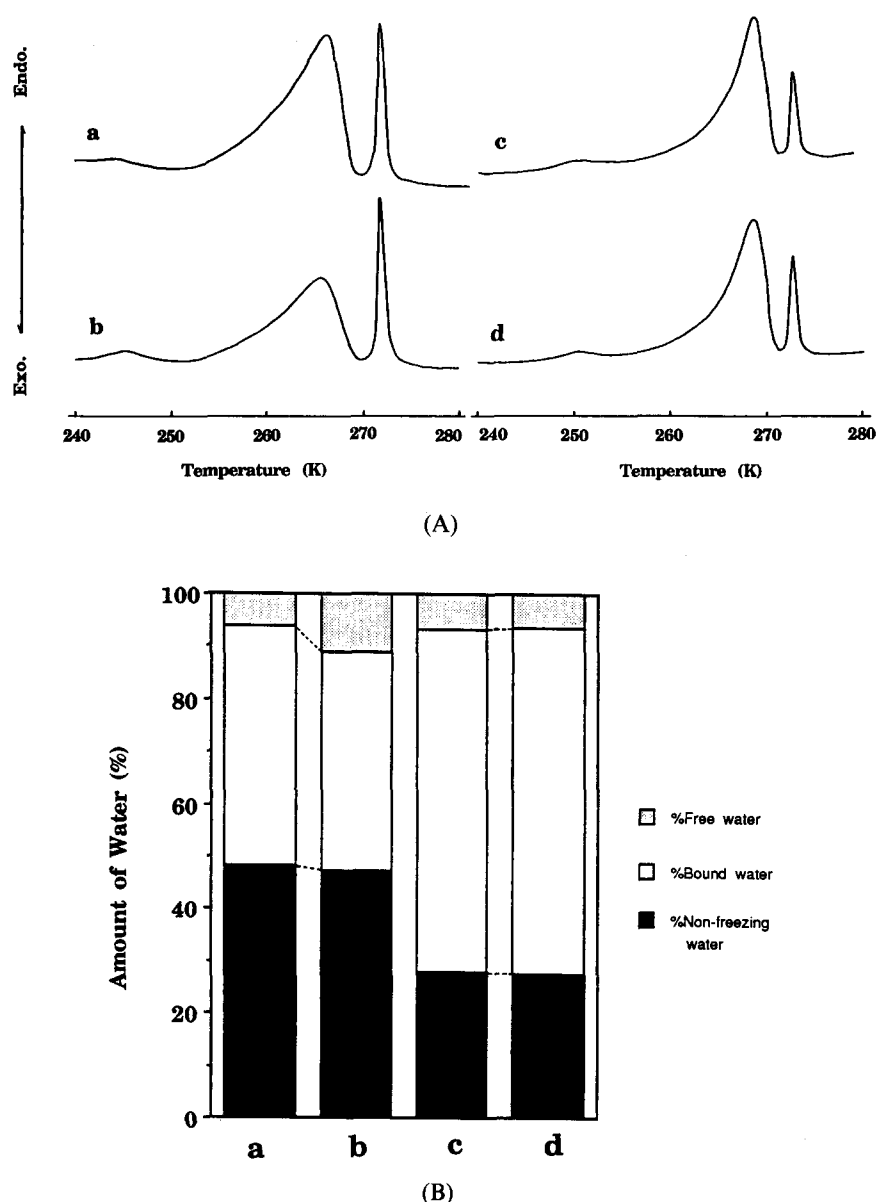 Endo.
Exo.
a
c
b
d
240 250 260 270 280 240 250 260 270 280
Temperature (K) Temperature (K)
(A)
100
80
60
40
20
0
Amount of Water (%)
%Free water
%Bound water
%Non-freezing
water
a b c d
(B)